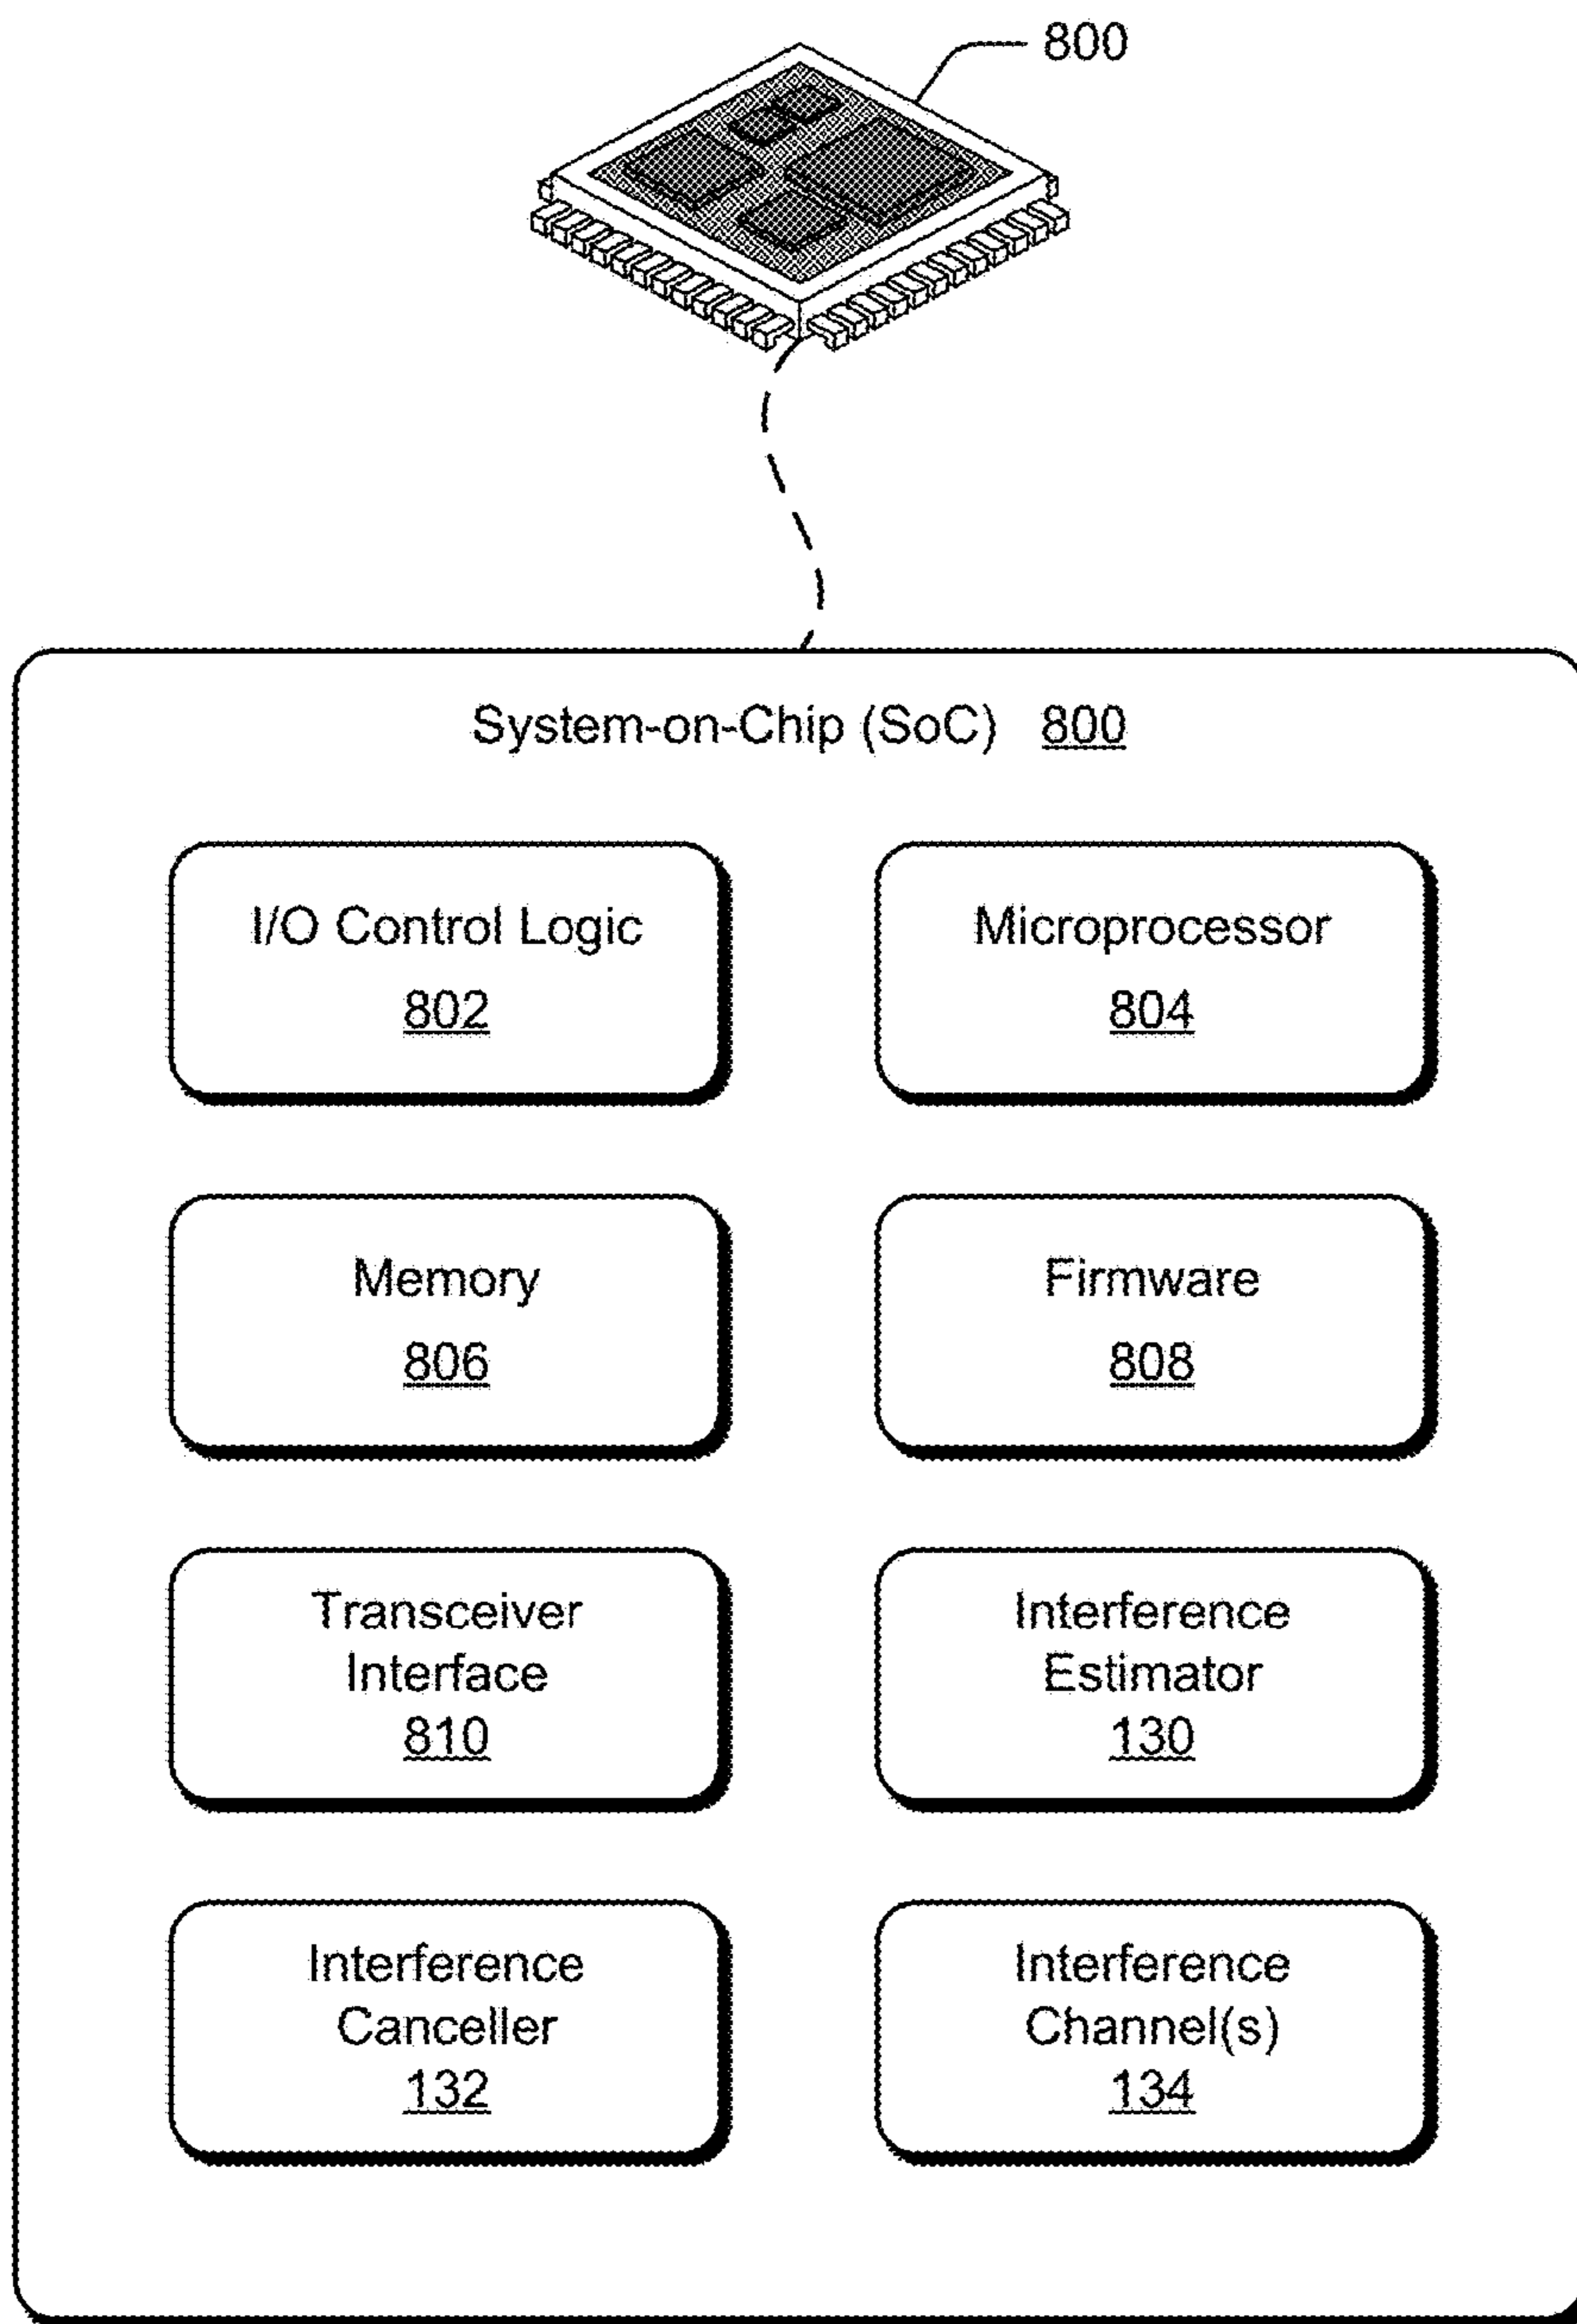 800
System-on-Chip (SoC) 800
I/O Control Logic
802
Microprocessor
804
Memory
806
Firmware
808
Transceiver
Interface
810
Interference
Estimator
130
Interference
Canceller
132
Interference
Channel(s)
134